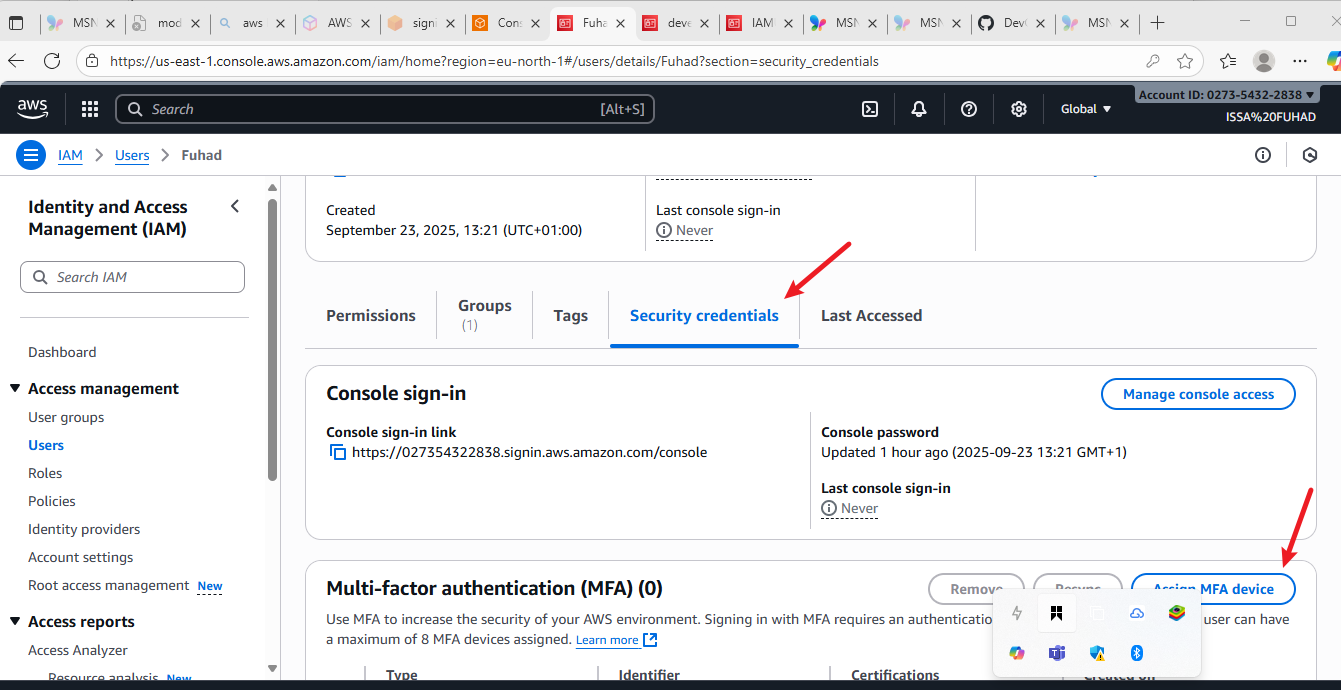 MSN
mod
aws
AWS
signi
Cons
Fuha
deve
IAM
MSN
MSN
DevO
MSN
https://us-east-1.console.aws.amazon.com/iam/home?region=eu-north-1#/users/details/Fuhad?section=security_credentials
aws
Search
[Alt+S]
Global
Account ID: 0273-5432-2838
ISSA%20FUHAD
IAM
Users
Fuhad
Identity and Access
Management (IAM)
Search IAM
Dashboard
Access management
User groups
Users
Roles
Policies
Identity providers
Account settings
Root access management New
Access reports
Access Analyzer
Resource analysis New
Created
September 23, 2025, 13:21 (UTC+01:00)
Last console sign-in
Never
Permissions
Groups
(1)
Tags
Security credentials
Last Accessed
Console sign-in
Manage console access
Console sign-in link
https://027354322838.signin.aws.amazon.com/console
Console password
Updated 1 hour ago (2025-09-23 13:21 GMT+1)
Last console sign-in
Never
Multi-factor authentication (MFA) (0)
Remove
Resync
Assign MFA device
Use MFA to increase the security of your AWS environment. Signing in with MFA requires an authentication user can have
a maximum of 8 MFA devices assigned. Learn more
Type
Identifier
Certifications
Created on